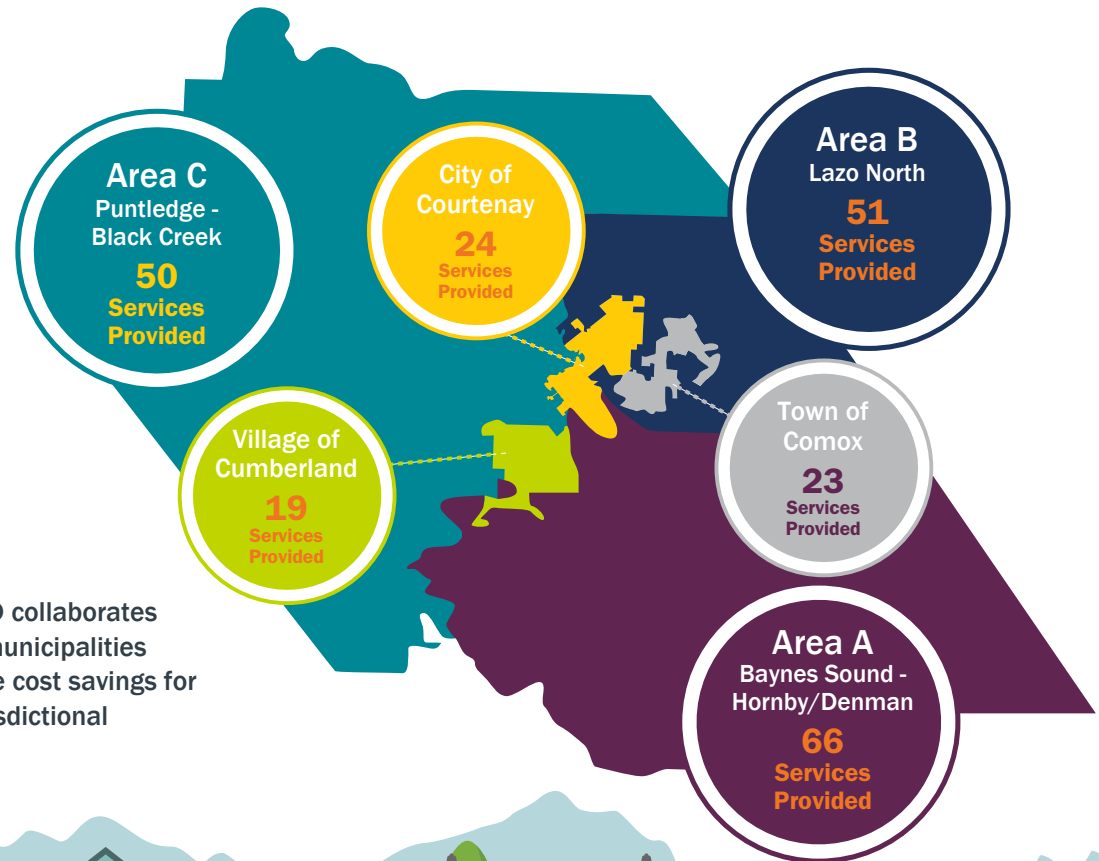 Area C
Puntledge -
Black Creek
50
Services
Provided
City of
Courtenay
24
Services
Provided
Area B
Lazo North
51
Services
Provided
Village of
Cumberland
19
Services
Provided
Town of
Comox
23
Services
Provided
Area A
Baynes Sound -
Hornby/Denman
66
Services
Provided
collaborates
cost savings for